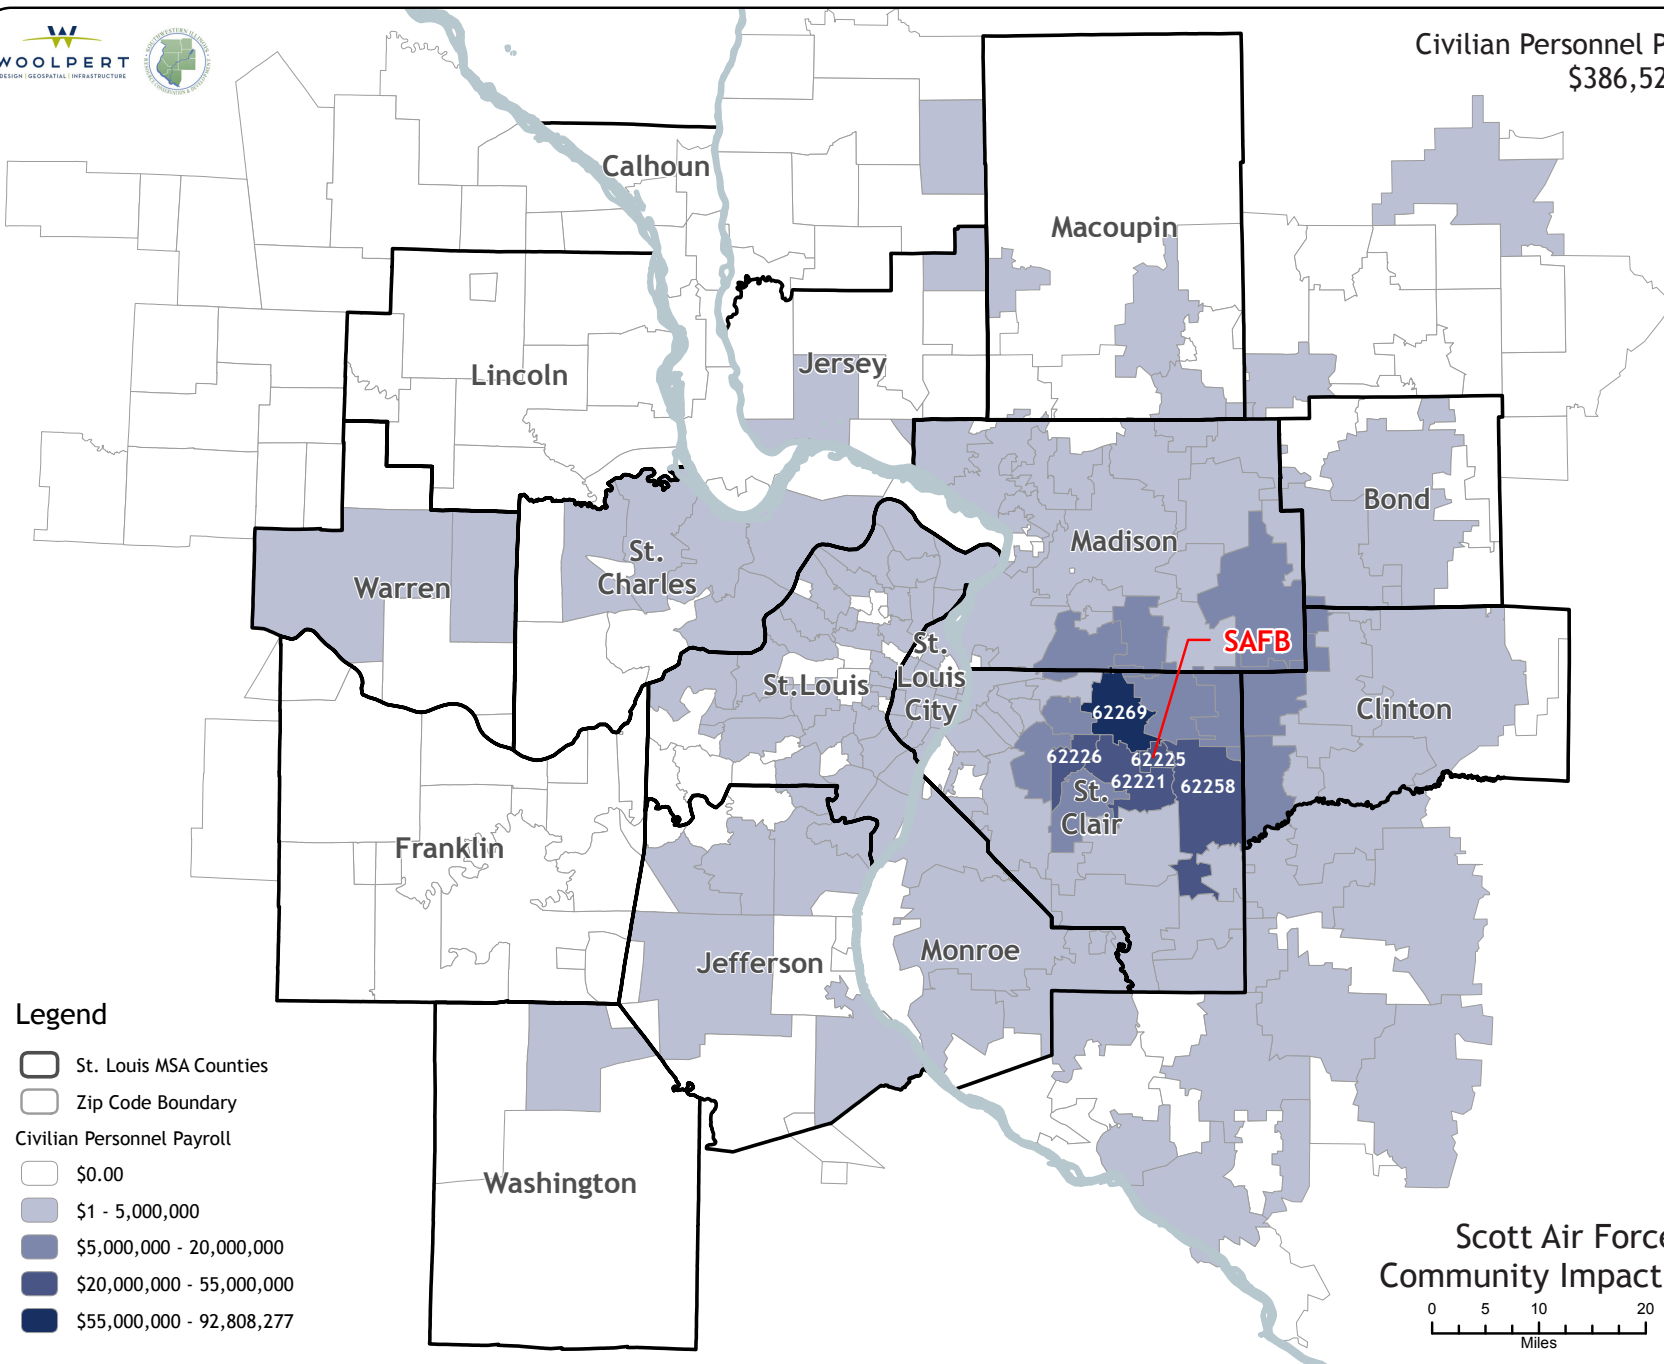 WOOLPERT
DESIGN | GEOSPATIAL | INFRASTRUCTURE
Civilian Personnel P
$386,52
Calhoun
Macoupin
Lincoln
Jersey
Bond
Madison
St.
Charles
Warren
SAFB
St.
Louis
City
St.Louis
Clinton
62269
62226
62225
62221
62258
St.
Clair
Franklin
Monroe
Jefferson
Washington
Legend
St. Louis MSA Counties
Zip Code Boundary
Civilian Personnel Payroll
$0.00
$1 - 5,000,000
$5,000,000 - 20,000,000
$20,000,000 - 55,000,000
$55,000,000 - 92,808,277
Scott Air Force
Community Impact
0 5 10 20
Miles